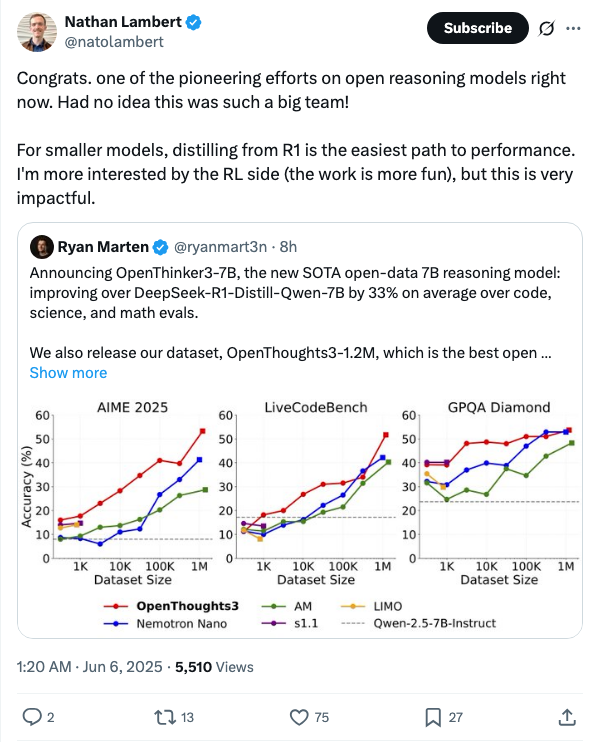 Nathan Lambert
Subscribe
@natolambert
Congrats. one of the pioneering efforts on open reasoning models right
now. Had no idea this was such a big team!
For smaller models, distilling from R1 is the easiest path to performance.
I'm more interested by the RL side (the work is more fun), but this is very
impactful.
Ryan Marten @ryanmart3n · 8h
Announcing OpenThinker3-7B, the new SOTA open-data 7B reasoning model:
improving over DeepSeek-R1-Distill-Qwen-7B by 33% on average over code,
science, and math evals.
We also release our dataset, OpenThoughts3-1.2M, which is the best open ...
Show more
AIME 2025
60
50
40
30
20
10
0
Accuracy (%)
1K 10K 100K 1M
Dataset Size
LiveCodeBench
60
50
40
30
20
10
0
1K 10K 100K 1M
Dataset Size
GPQA Diamond
60
50
40
30
20
10
0
1K 10K 100K 1M
Dataset Size
OpenThoughts3 AM LIMO
Nemotron Nano s1.1 Qwen-2.5-7B-Instruct
1:20 AM · Jun 6, 2025 · 5,510 Views
2 13 75 27